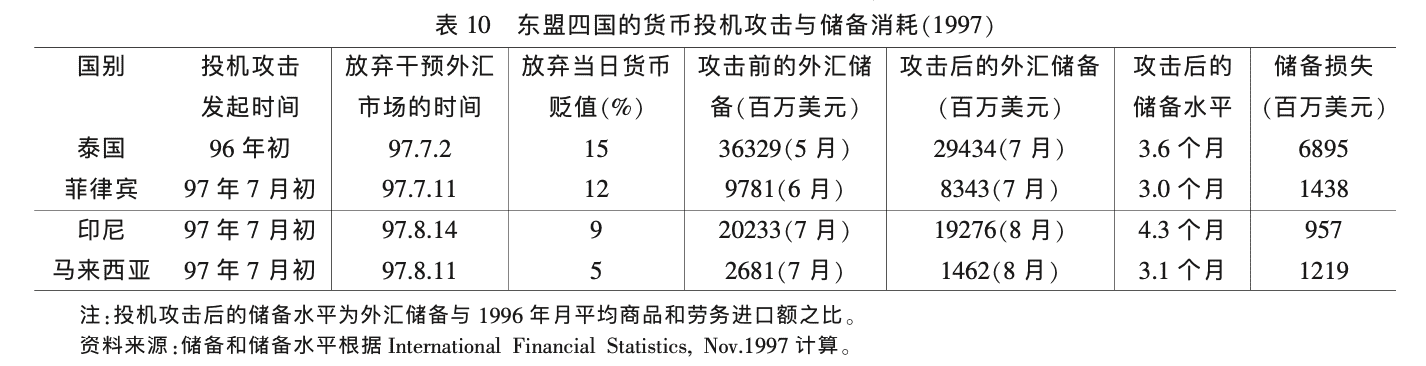 表 10 东盟四国的货币投机攻击与储备消耗(1997)
国别 投机攻击 放弃干预外汇 放弃当日货币 攻击前的外汇储 攻击后的外汇储备 攻击后的 储备损失
发起时间 市场的时间 贬值(%) 备(百万美元) (百万美元) 储备水平 (百万美元)
泰国 96 年初 97.7.2 15 36329(5 月) 29434(7 月) 3.6 个月 6895
菲律宾 97 年 7 月初 97.7.11 12 9781(6 月) 8343(7 月) 3.0 个月 1438
印尼 97 年 7 月初 97.8.14 9 20233(7 月) 19276(8 月) 4.3 个月 957
马来西亚 97 年 7 月初 97.8.11 5 2681(7 月) 1462(8 月) 3.1 个月 1219
注:投机攻击后的储备水平为外汇储备与 1996 年月平均商品和劳务进口额之比。
资料来源:储备和储备水平根据 International Financial Statistics, Nov.1997 计算。